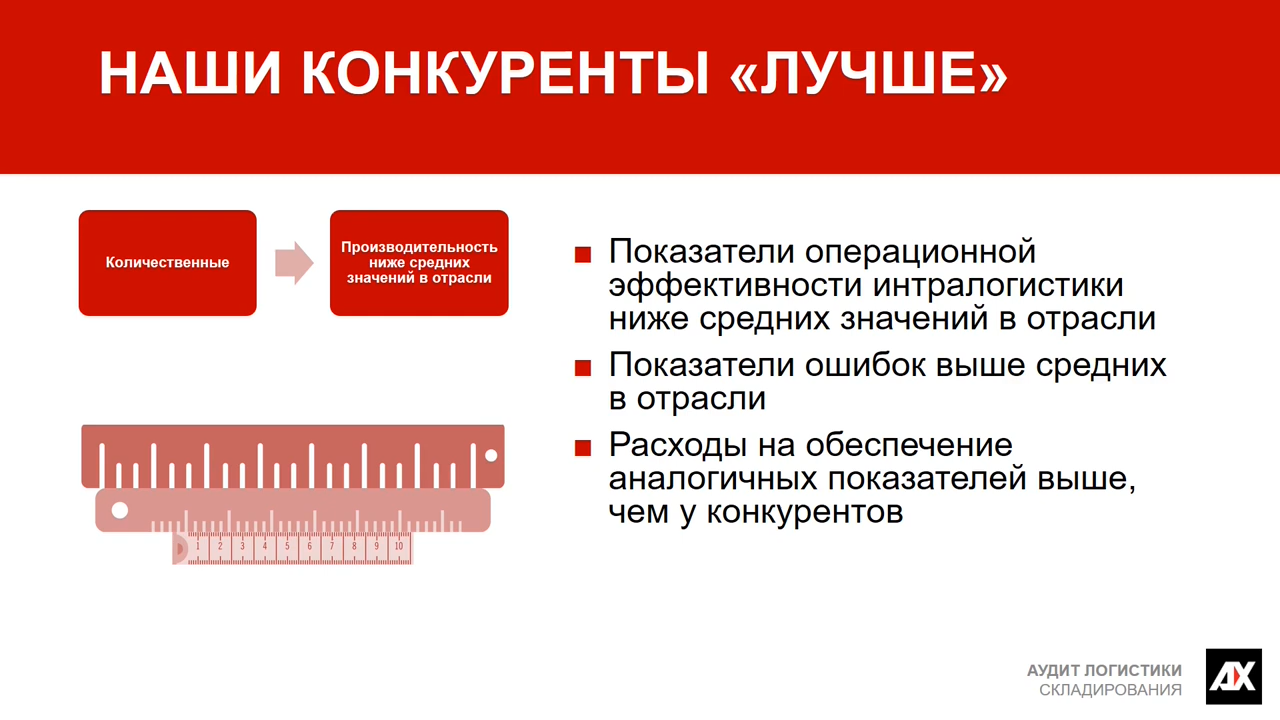 НАШИ КОНКУРЕНТЫ «ЛУЧШЕ»
Количественные
Производительность
ниже средних
значений в отрасли
■ Показатели операционной
эффективности интралогистики
ниже средних значений в отрасли
■ Показатели ошибок выше средних
в отрасли
■ Расходы на обеспечение
аналогичных показателей выше,
чем у конкурентов
1 2 3 4 5 6 7 8 9 10
АУДИТ ЛОГИСТИКИ
СКЛАДИРОВАНИЯ
AX